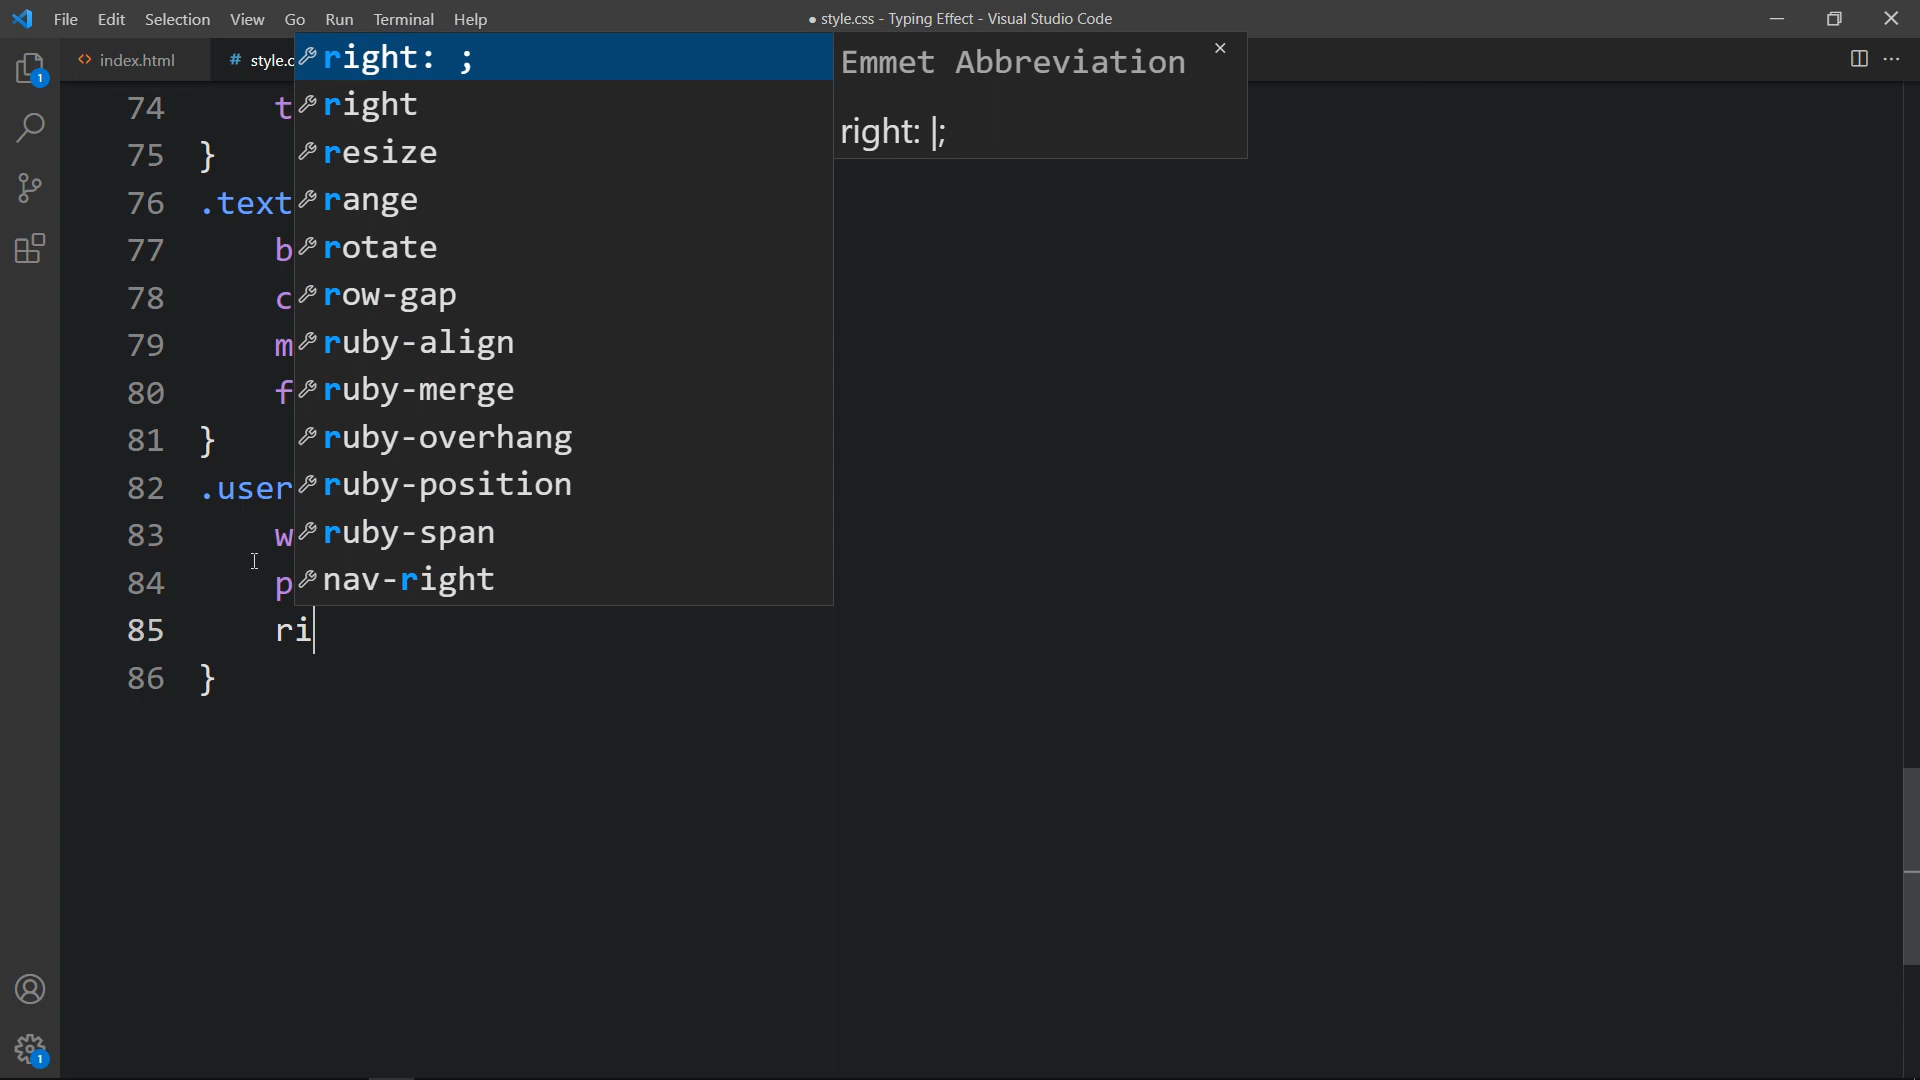 File Edit Selection View Go Run Terminal Help
● style.css - Typing Effect - Visual Studio Code
1
<> index.html
# style.c
right: ;
right
resize
range
rotate
row-gap
ruby-align
ruby-merge
ruby-overhang
ruby-position
ruby-span
nav-right
Emmet Abbreviation
right: |;
74 t
75 }
76 .text
77 b
78 c
79 m
80 f
81 }
82 .user
83 w
84 p
85 ri
86 }
1